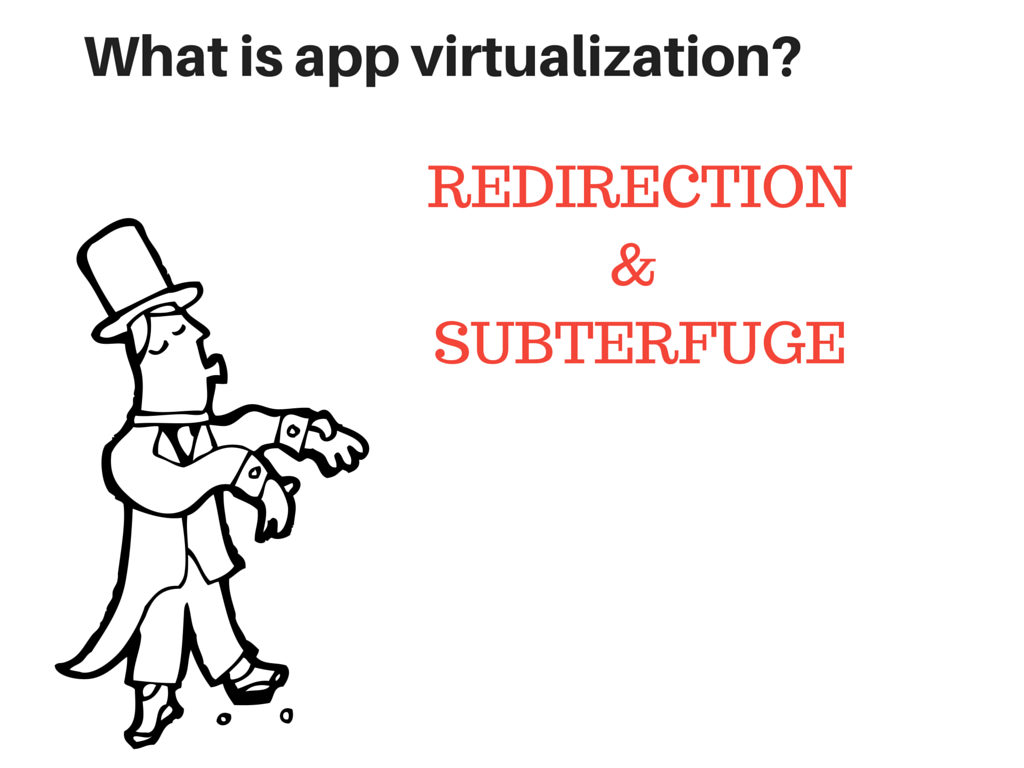 What is app virtualization?
REDIRECTION
&
SUBTERFUGE